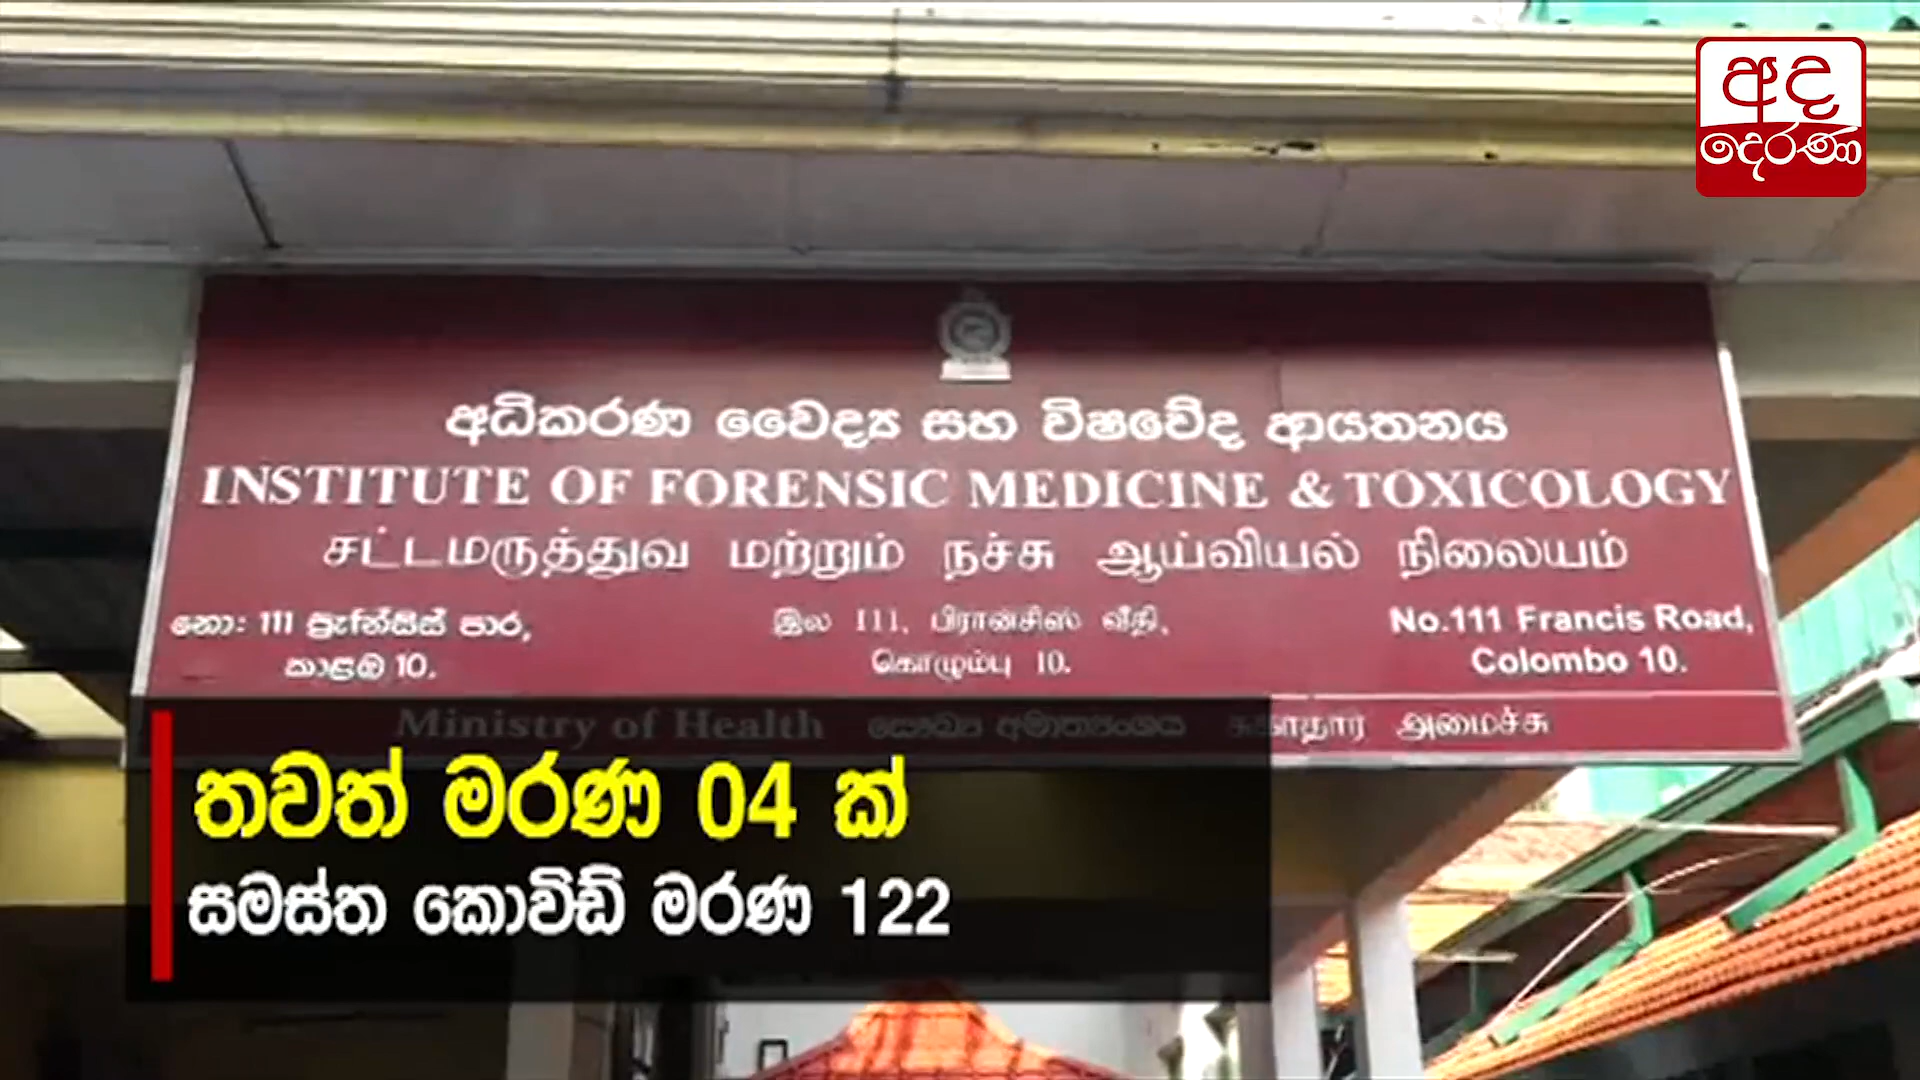 අද
දෙරණ
අධිකරණ වෛද්‍ය සහ විෂවේද ආයතනය
INSTITUTE OF FORENSIC MEDICINE & TOXICOLOGY
சட்டமருத்துவ மற்றும் நச்சு ஆய்வியல் நிலையம்
නො: 111 ප්‍රැන්සිස් පාර,
කොළඹ 10.
இல 111, பிரான்சிஸ் வீதி,
கொழும்பு 10.
No.111 Francis Road,
Colombo 10.
Ministry of Health සෞඛ්‍ය අමාත්‍යංශය சுகாதார அமைச்சு
තවත් මරණ 04 ක්
සමස්ත කොවිඩ් මරණ 122